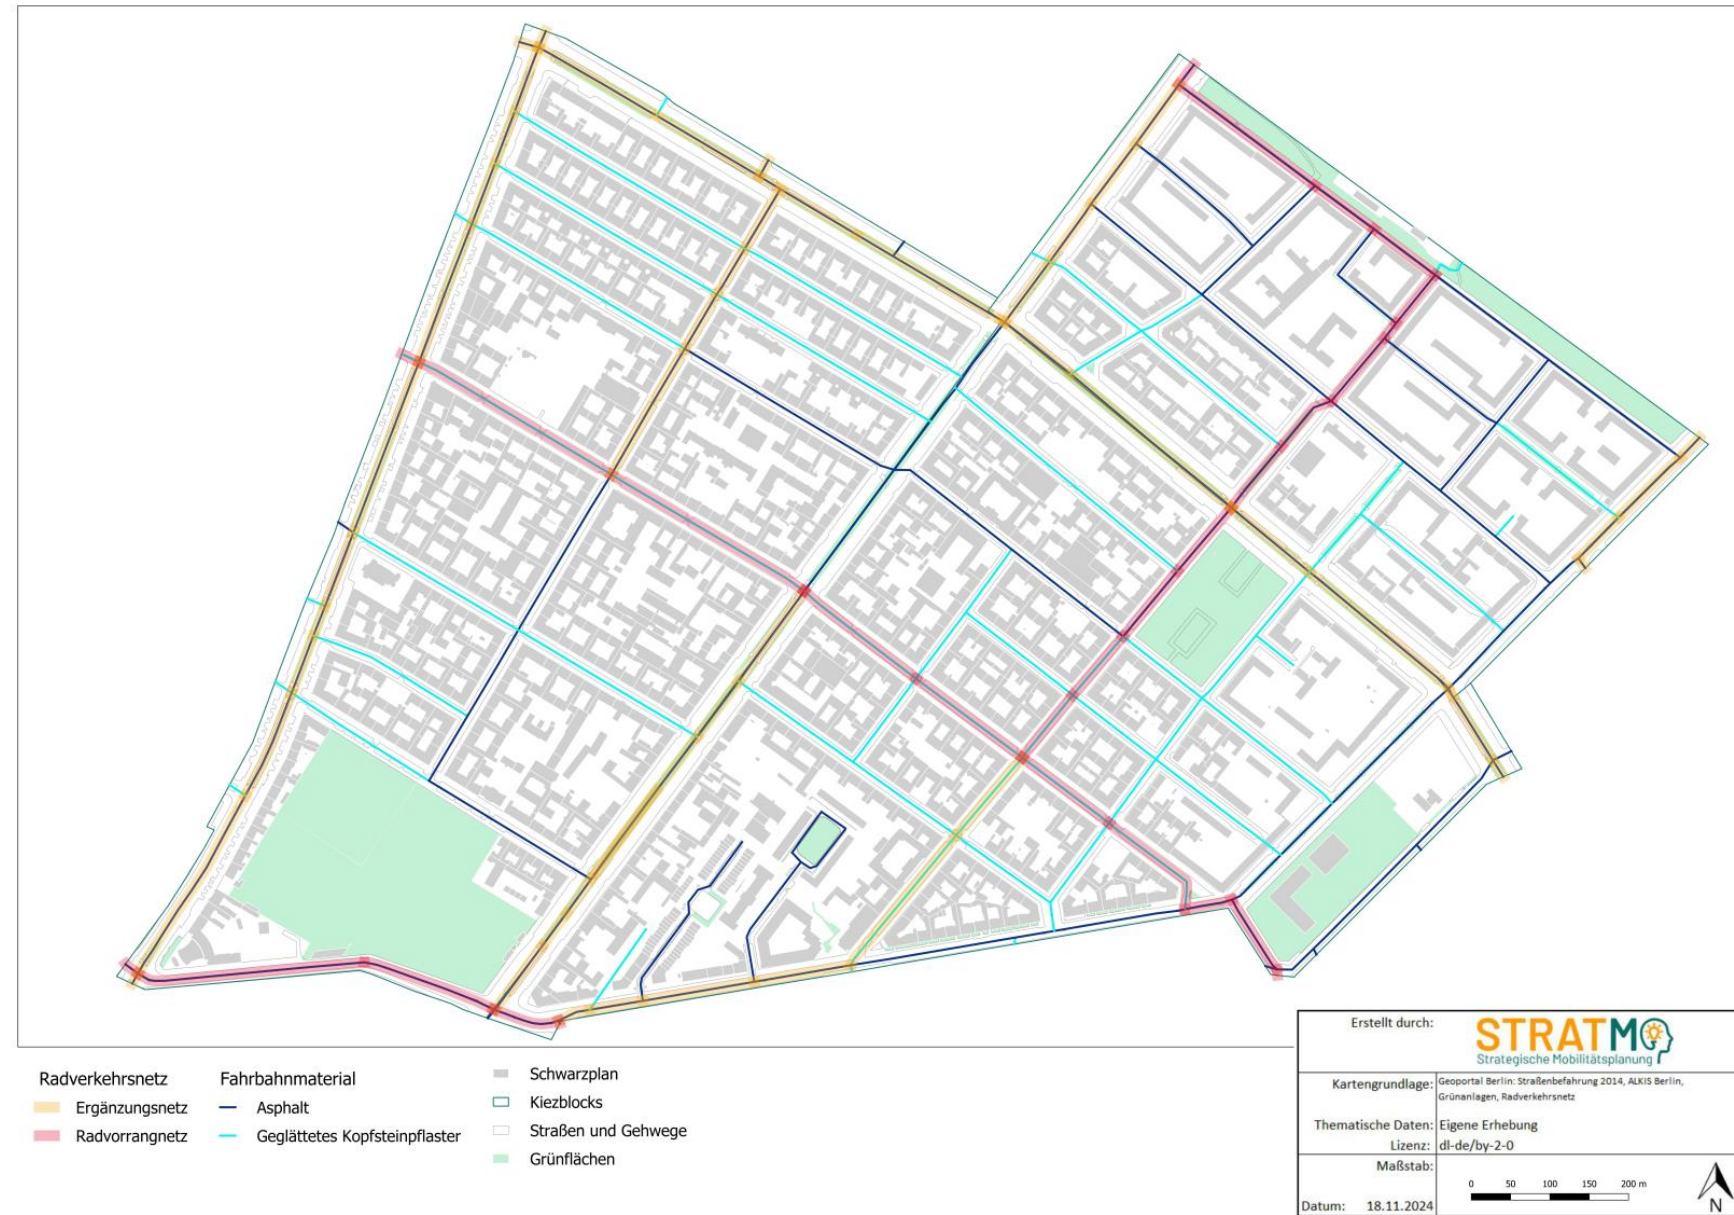 Radverkehrsnetz
Ergänzungsnetz
Radvorrangnetz
Fahrbahnmaterial
Asphalt
Geglättetes Kopfsteinpflaster
Schwarzplan
Kiezblocks
Straßen und Gehwege
Grünflächen
Erstellt durch:
STRATMO
Strategische Mobilitätsplanung
Kartengrundlage:
Geoportal Berlin: Straßenbefahrung 2014, ALKIS Berlin,
Grünanlagen, Radverkehrsnetz
Thematische Daten: Eigene Erhebung
Lizenz: dl-de/by-2-0
Maßstab:
0 50 100 150 200 m
Datum: 18.11.2024
N